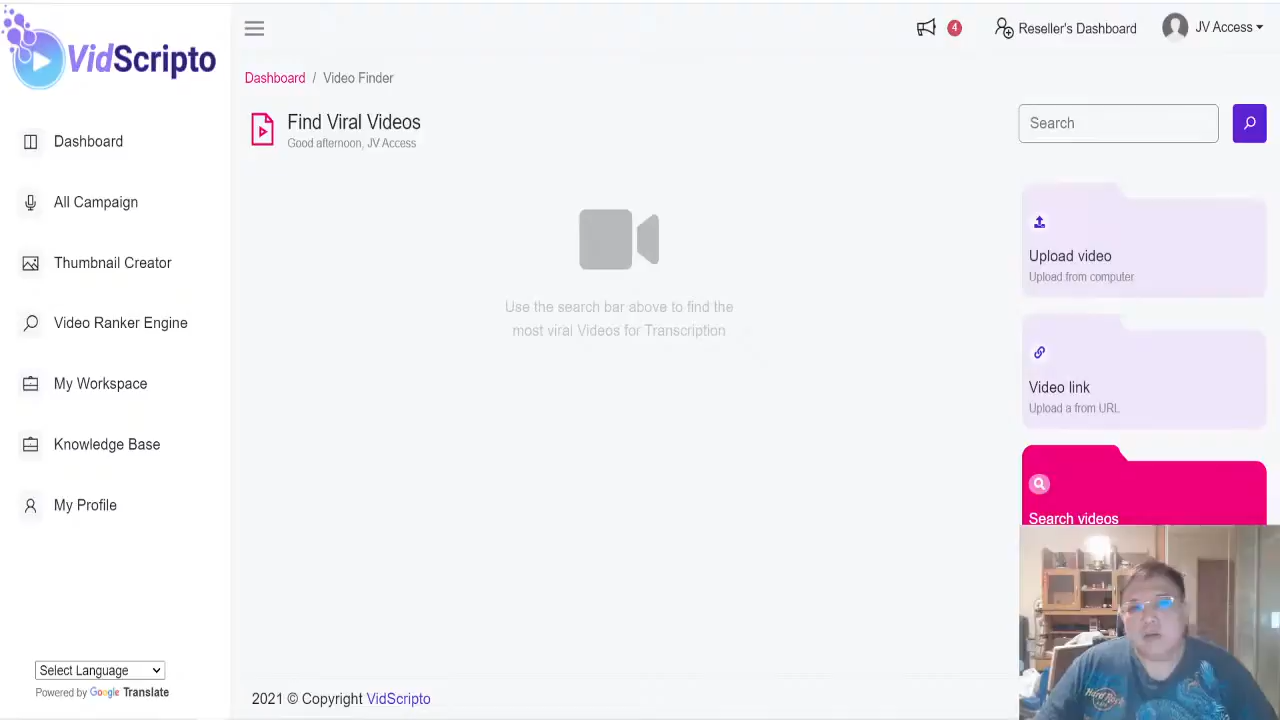 VidScripto
4
Reseller's Dashboard
JV Access
Dashboard / Video Finder
Find Viral Videos
Good afternoon, JV Access
Search
Dashboard
All Campaign
Thumbnail Creator
Video Ranker Engine
My Workspace
Knowledge Base
My Profile
Use the search bar above to find the
most viral Videos for Transcription
Upload video
Upload from computer
Video link
Upload a from URL
Search videos
Select Language
Powered by Google Translate
2021 © Copyright VidScripto
Hard Rock